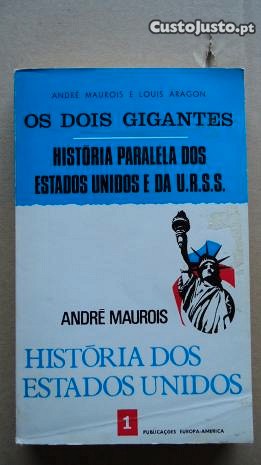 CustoJusto.pt
ANDRÉ MAUROIS E LOUIS ARAGON
OS DOIS GIGANTES
HISTÓRIA PARALELA DOS
ESTADOS UNIDOS E DA U.R.S.S.
ANDRÉ MAUROIS
HISTÓRIA DOS
ESTADOS UNIDOS
1
PUBLICAÇÕES EUROPA-AMERICA